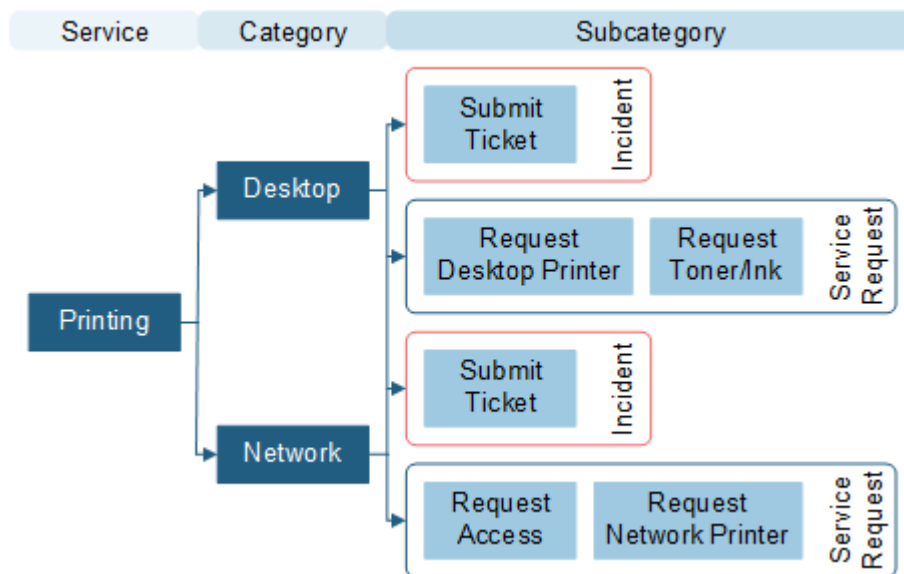 Service
Category
Subcategory
Submit
Ticket
Incident
Desktop
Request
Desktop Printer
Request
Toner/Ink
Service
Request
Printing
Submit
Ticket
Incident
Network
Request
Access
Request
Network Printer
Service
Request